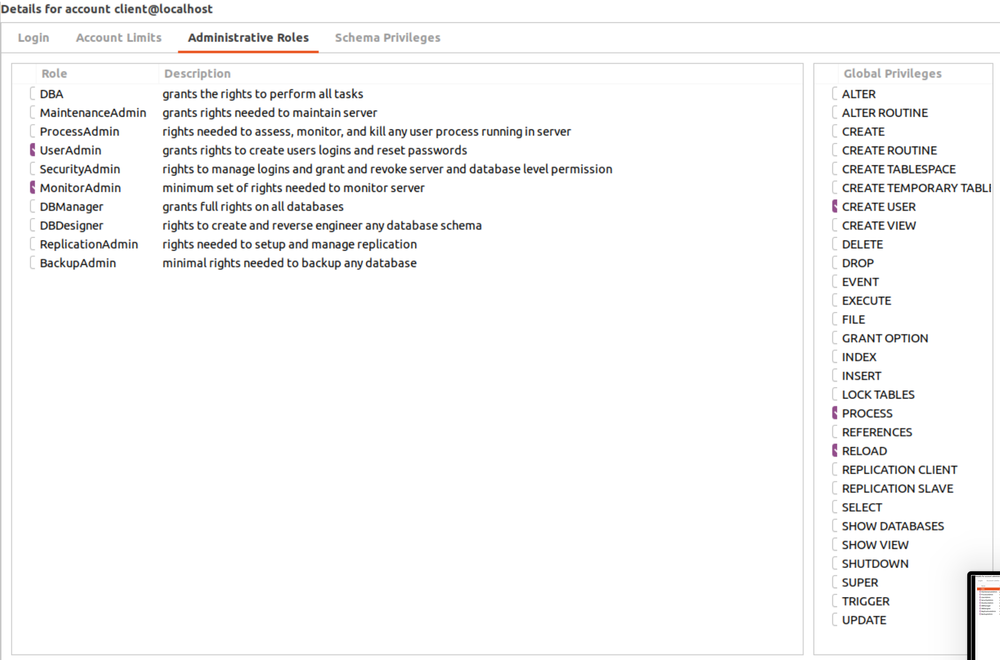 Details for account client@localhost
Login Account Limits Administrative Roles Schema Privileges
Role Description
DBA grants the rights to perform all tasks
MaintenanceAdmin grants rights needed to maintain server
ProcessAdmin rights needed to assess, monitor, and kill any user process running in server
UserAdmin grants rights to create users logins and reset passwords
SecurityAdmin rights to manage logins and grant and revoke server and database level permission
MonitorAdmin minimum set of rights needed to monitor server
DBManager grants full rights on all databases
DBDesigner rights to create and reverse engineer any database schema
ReplicationAdmin rights needed to setup and manage replication
BackupAdmin minimal rights needed to backup any database
Global Privileges
ALTER
ALTER ROUTINE
CREATE
CREATE ROUTINE
CREATE TABLESPACE
CREATE TEMPORARY TABLE
CREATE USER
CREATE VIEW
DELETE
DROP
EVENT
EXECUTE
FILE
GRANT OPTION
INDEX
INSERT
LOCK TABLES
PROCESS
REFERENCES
RELOAD
REPLICATION CLIENT
REPLICATION SLAVE
SELECT
SHOW DATABASES
SHOW VIEW
SHUTDOWN
SUPER
TRIGGER
UPDATE